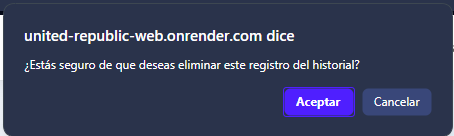 united-republic-web.onrender.com dice
¿Estás seguro de que deseas eliminar este registro del historial?
Aceptar
Cancelar